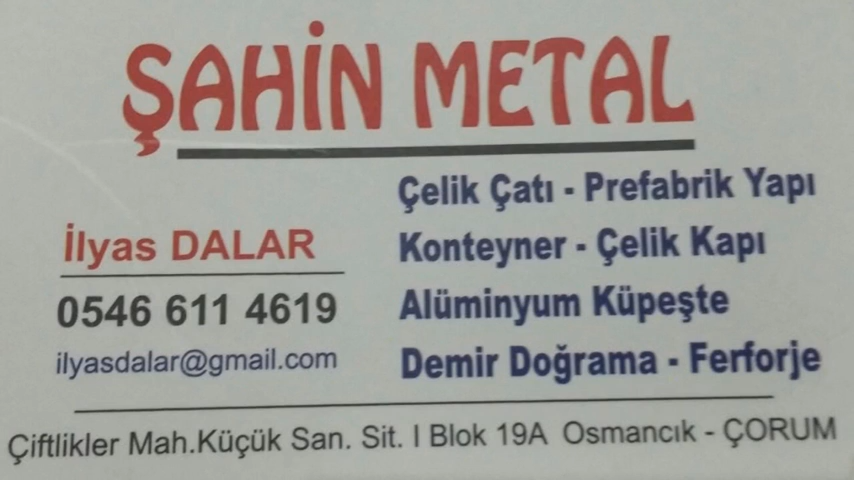 ŞAHİN METAL
İlyas DALAR
0546 611 4619
ilyasdalar@gmail.com
Çelik Çatı - Prefabrik Yapı
Konteyner - Çelik Kapı
Alüminyum Küpeşte
Demir Doğrama - Ferforje
Çiftlikler Mah.Küçük San. Sit. I Blok 19A Osmancık - ÇORUM